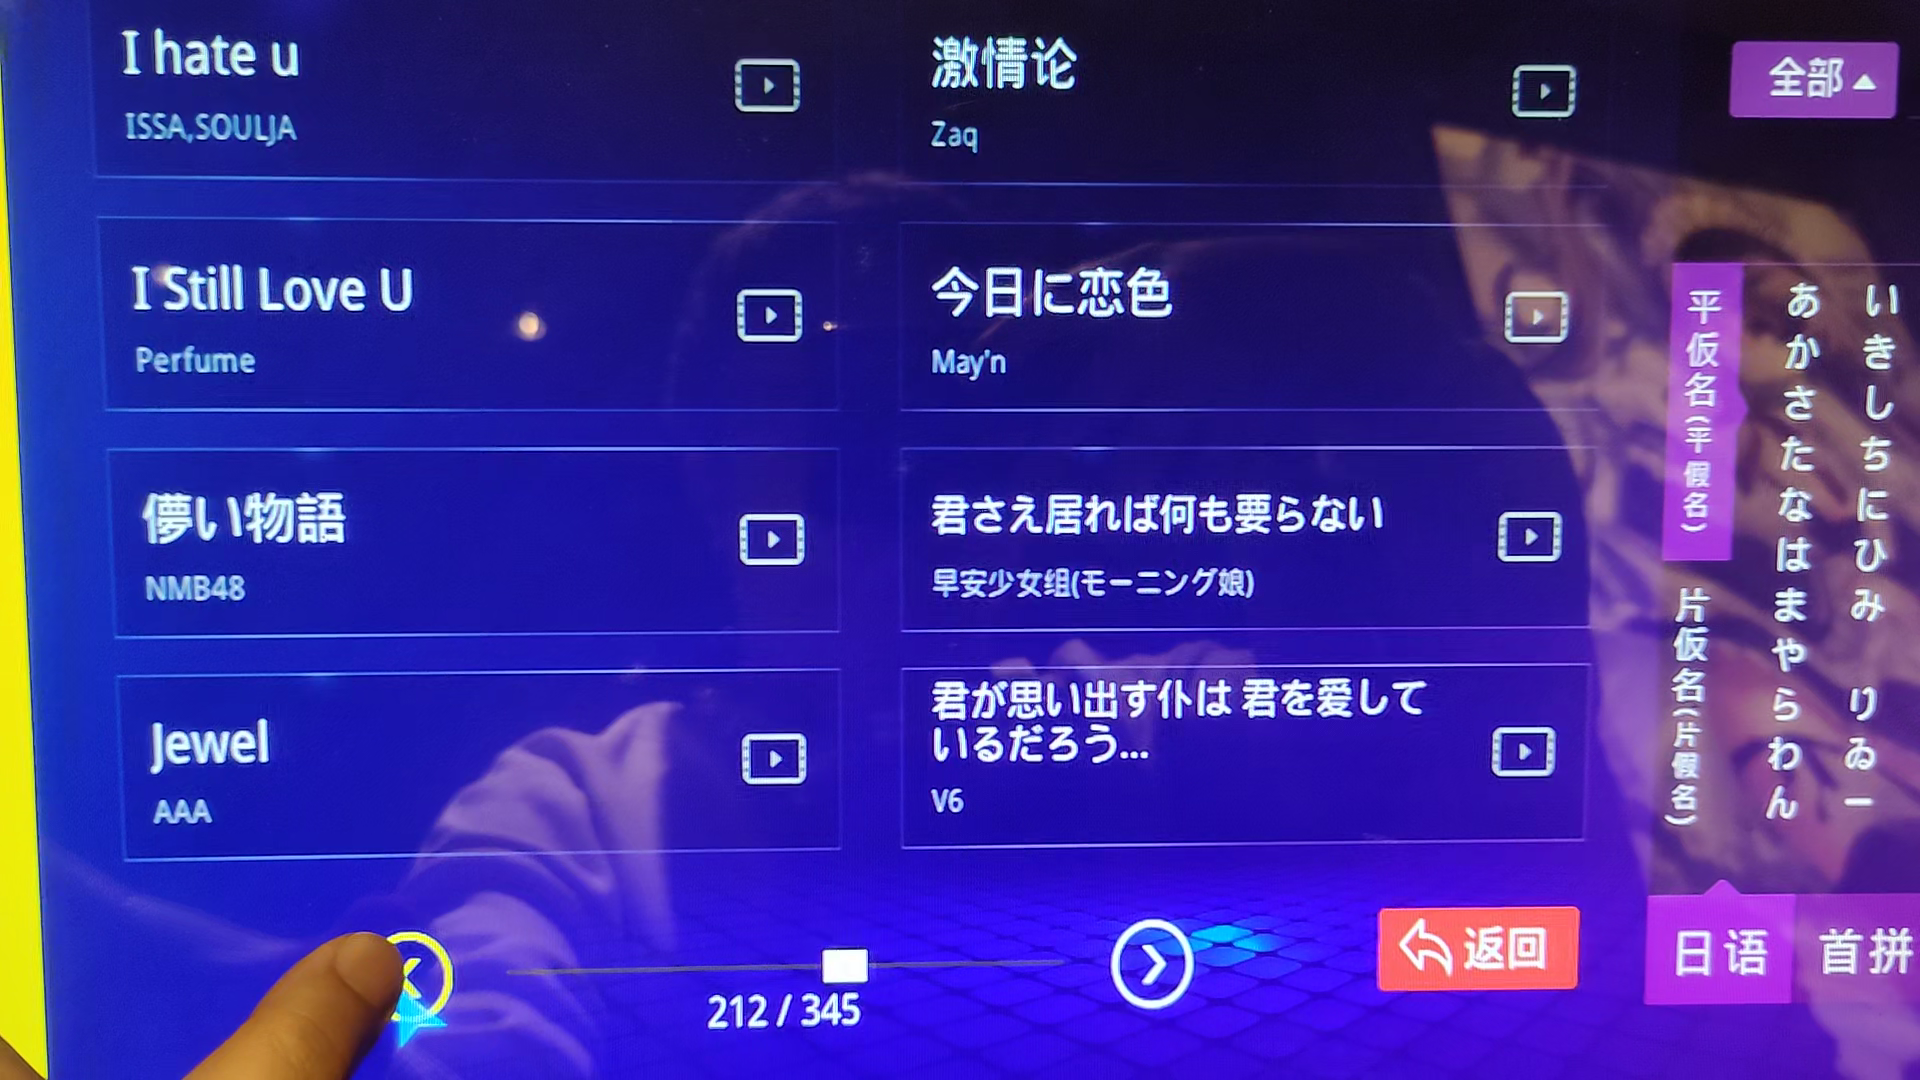 I hate u
ISSA,SOULJA
激情论
Zaq
I Still Love U
Perfume
今日に恋色
May'n
儚い物語
NMB48
君さえ居れば何も要らない
早安少女组(モーニング娘)
Jewel
AAA
君が思い出す仆は 君を愛して
いるだろう...
V6
212 / 345
返回
全部
平仮名(平假名)
片仮名(片假名)
あかさたなはまやらわん
いきしちにひみ りゐー
日语
首拼